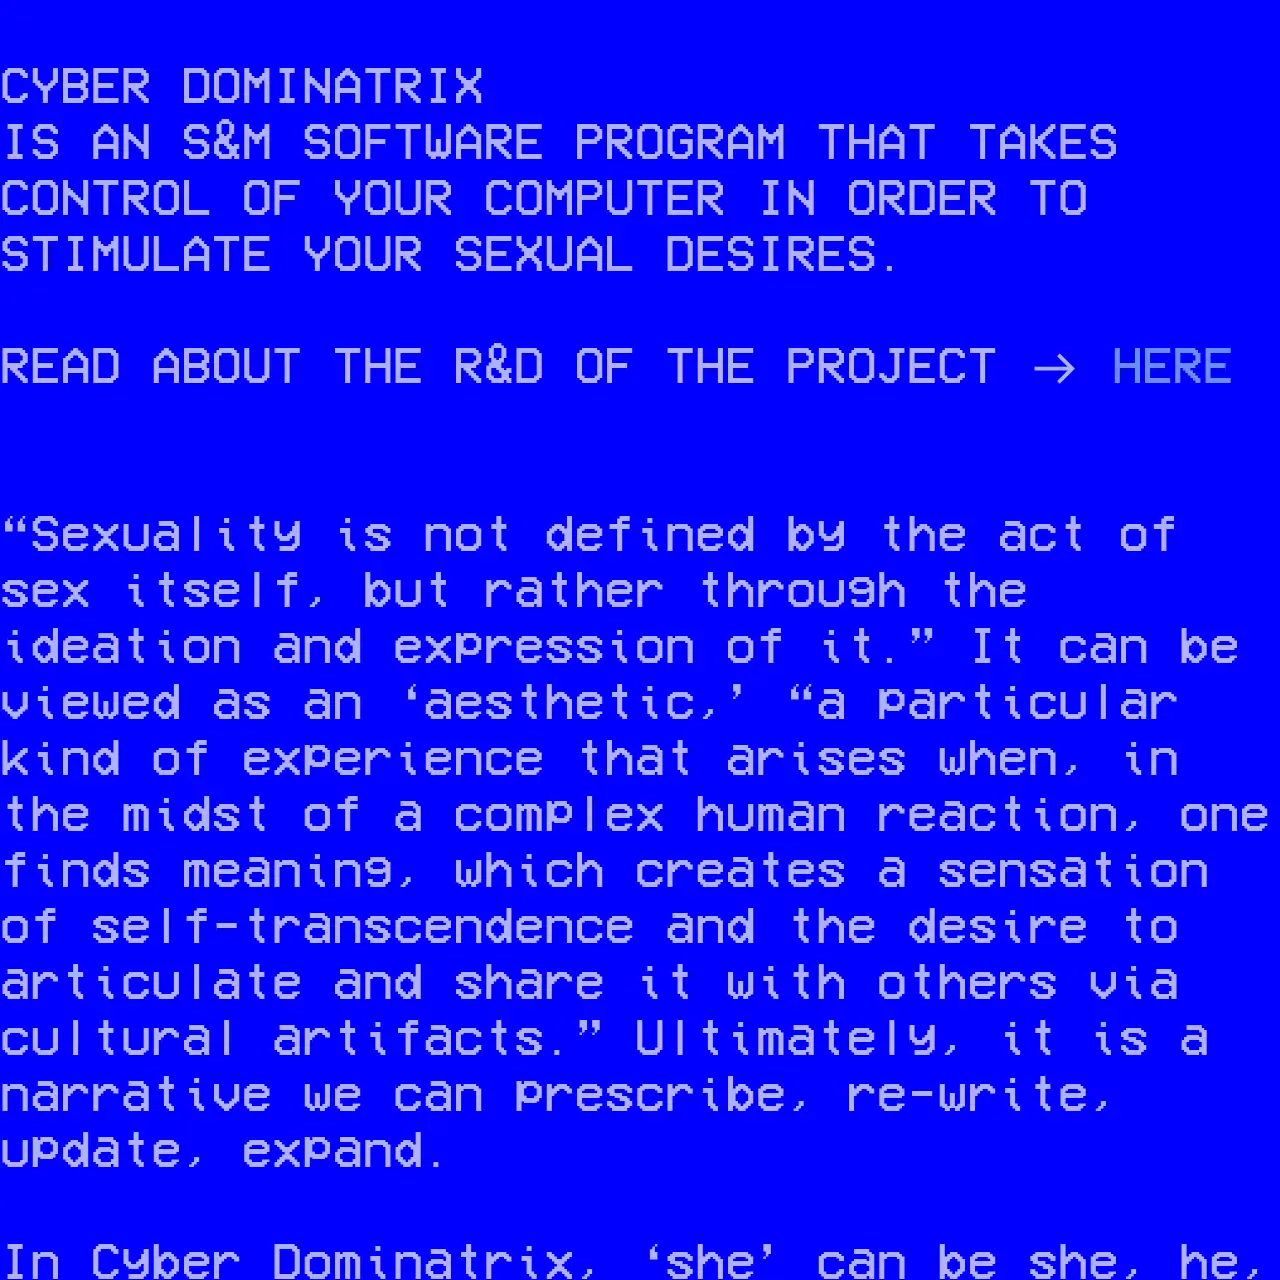 CYBER DOMINATRIX
IS AN S&M SOFTWARE PROGRAM THAT TAKES
CONTROL OF YOUR COMPUTER IN ORDER TO
STIMULATE YOUR SEXUAL DESIRES.
READ ABOUT THE R&D OF THE PROJECT → HERE
“Sexuality is not defined by the act of
sex itself, but rather through the
ideation and expression of it.” It can be
viewed as an ‘aesthetic,’ “a particular
kind of experience that arises when, in
the midst of a complex human reaction, one
finds meaning, which creates a sensation
of self-transcendence and the desire to
articulate and share it with others via
cultural artifacts.” Ultimately, it is a
narrative we can prescribe, re-write,
update, expand.
In Cyber Dominatrix, ‘she’ can be she, he,